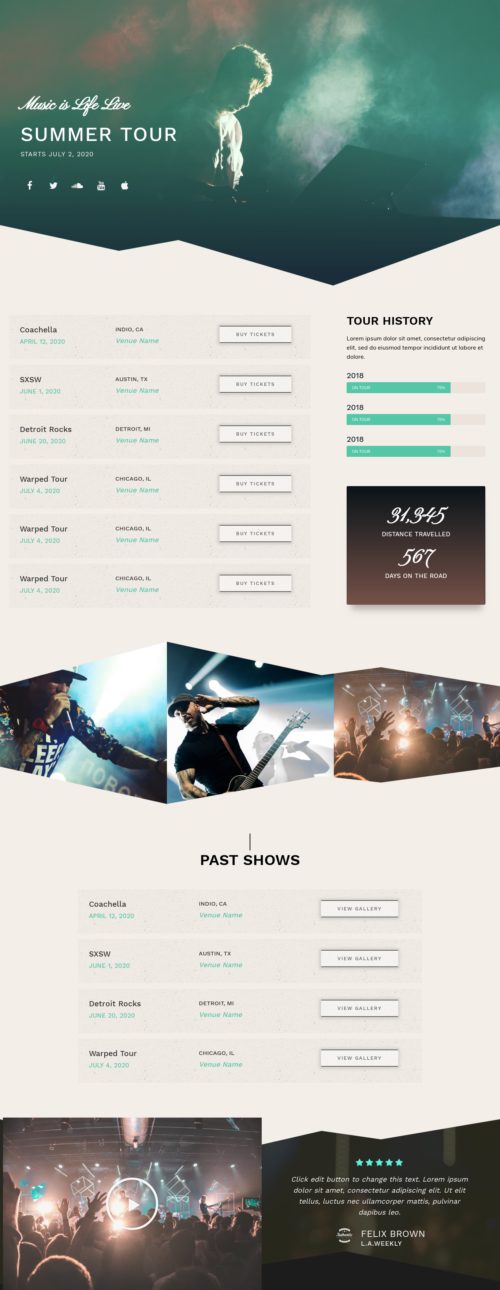 Music is Life Live
SUMMER TOUR
STARTS JULY 2, 2020
Coachella
APRIL 12, 2020
INDIO, CA
Venue Name
BUY TICKETS
SXSW
JUNE 1, 2020
AUSTIN, TX
Venue Name
BUY TICKETS
Detroit Rocks
JUNE 20, 2020
DETROIT, MI
Venue Name
BUY TICKETS
Warped Tour
JULY 4, 2020
CHICAGO, IL
Venue Name
BUY TICKETS
Warped Tour
JULY 4, 2020
CHICAGO, IL
Venue Name
BUY TICKETS
Warped Tour
JULY 4, 2020
CHICAGO, IL
Venue Name
BUY TICKETS
TOUR HISTORY
Lorem ipsum dolor sit amet, consectetur adipiscing
elit, sed do eiusmod tempor incididunt ut labore et
dolore.
2018
ON TOUR 75%
2018
ON TOUR 75%
2018
ON TOUR 75%
31,345
DISTANCE TRAVELLED
567
DAYS ON THE ROAD
PAST SHOWS
Coachella
APRIL 12, 2020
INDIO, CA
Venue Name
VIEW GALLERY
SXSW
JUNE 1, 2020
AUSTIN, TX
Venue Name
VIEW GALLERY
Detroit Rocks
JUNE 20, 2020
DETROIT, MI
Venue Name
VIEW GALLERY
Warped Tour
JULY 4, 2020
CHICAGO, IL
Venue Name
VIEW GALLERY
Click edit button to change this text. Lorem ipsum
dolor sit amet, consectetur adipiscing elit. Ut elit
tellus, luctus nec ullamcorper mattis, pulvinar
dapibus leo.
FELIX BROWN
L.A.WEEKLY